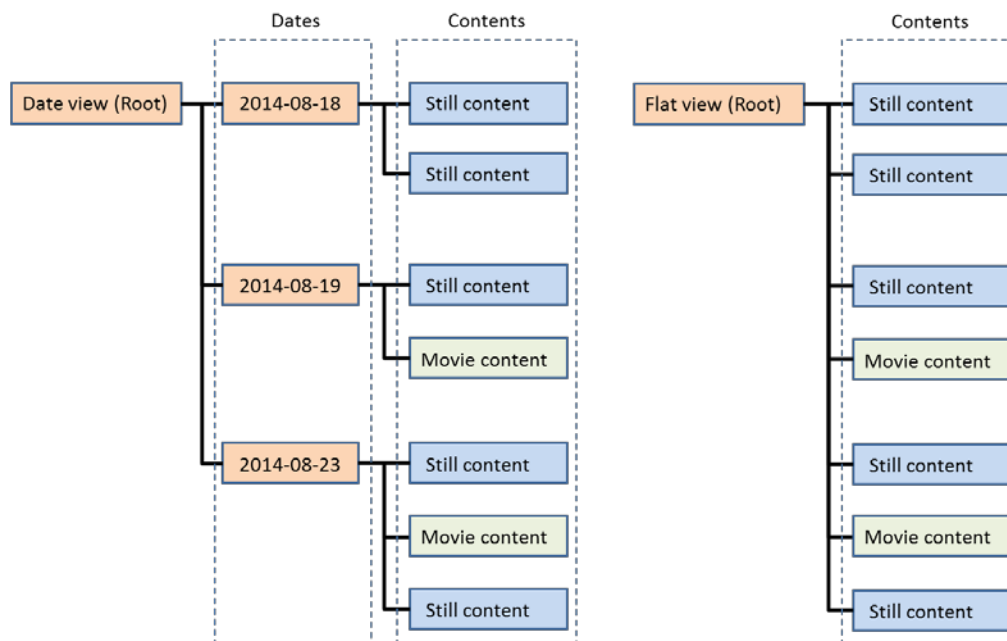 Dates
Contents
Contents
Date view (Root)
2014-08-18
Still content
Still content
2014-08-19
Still content
Movie content
2014-08-23
Still content
Movie content
Still content
Flat view (Root)
Still content
Still content
Still content
Movie content
Still content
Movie content
Still content